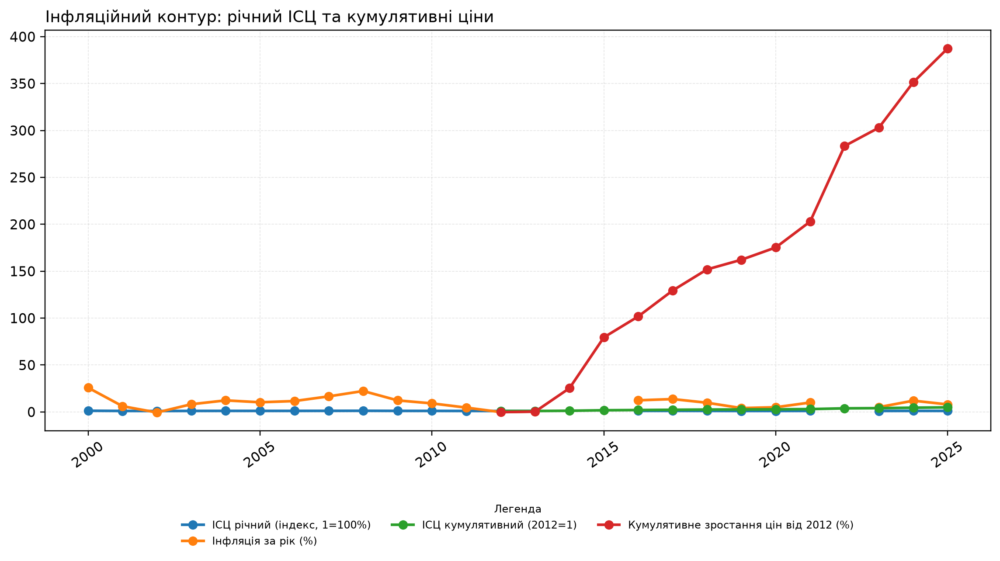 Інфляційний контур: річний ІСЦ та кумулятивні ціни
400
350
300
250
200
150
100
50
0
2000
2005
2010
2015
2020
2025
Легенда
ІСЦ річний (індекс, 1=100%)
ІСЦ кумулятивний (2012=1)
Кумулятивне зростання цін від 2012 (%)
Інфляція за рік (%)